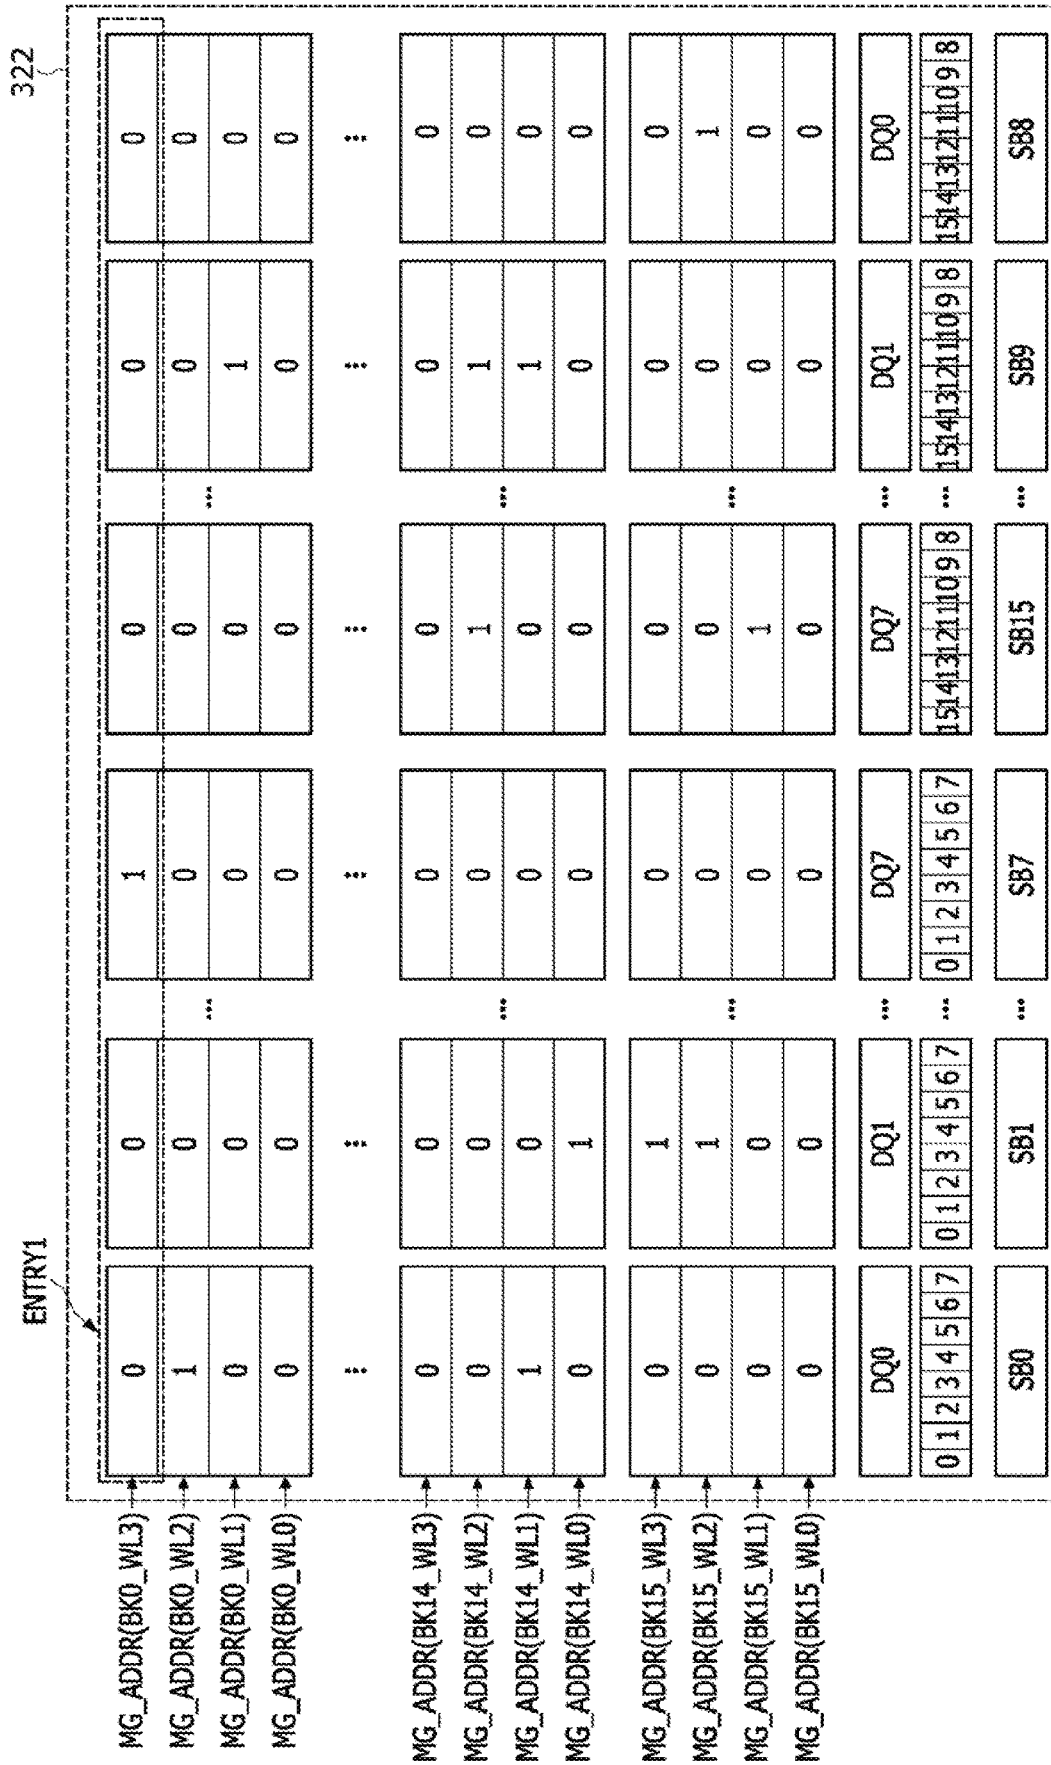 ENTRY1 322
MG_ADDR(BK0_WL3) 0 0 1 0 0 0
MG_ADDR(BK0_WL2) 1 0 0 0 0 0
MG_ADDR(BK0_WL1) 0 0 ... 0 0 ... 1 0
MG_ADDR(BK0_WL0) 0 0 0 0 0 0
MG_ADDR(BK14_WL3) 0 0 0 0 0 0
MG_ADDR(BK14_WL2) 0 0 ... 0 1 ... 1 0
MG_ADDR(BK14_WL1) 1 0 0 0 1 0
MG_ADDR(BK14_WL0) 0 1 0 0 0 0
MG_ADDR(BK15_WL3) 0 1 0 0 0 0
MG_ADDR(BK15_WL2) 0 1 ... 0 0 ... 0 1
MG_ADDR(BK15_WL1) 0 0 0 1 0 0
MG_ADDR(BK15_WL0) 0 0 0 0 0 0
DQ0 DQ1 ... DQ7 DQ7 ... DQ1 DQ0
0 1 2 3 4 5 6 7 0 1 2 3 4 5 6 7 ... 0 1 2 3 4 5 6 7 15 14 13 12 11 10 9 8 ... 15 14 13 12 11 10 9 8 15 14 13 12 11 10 9 8
SB0 SB1 ... SB7 SB15 ... SB9 SB8